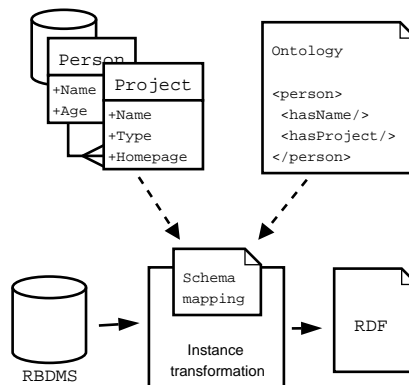 Person
+Name
+Age
Project
+Name
+Type
+Homepage
Ontology
<person>
<hasName/>
<hasProject/>
</person>
Schema
mapping
RBDMS
Instance
transformation
RDF